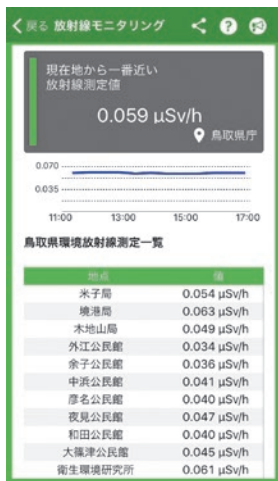 戻る 放射線モニタリング
現在地から一番近い
放射線測定値
0.059 μSv/h
鳥取県庁
0.070
0.035
11:00 13:00 15:00 17:00
鳥取県環境放射線測定一覧
地点 値
米子局 0.054 μSv/h
境港局 0.063 μSv/h
木地山局 0.049 μSv/h
外江公民館 0.034 μSv/h
余子公民館 0.036 μSv/h
中浜公民館 0.041 μSv/h
彦名公民館 0.040 μSv/h
夜見公民館 0.047 μSv/h
和田公民館 0.040 μSv/h
大篠津公民館 0.045 μSv/h
衛生環境研究所 0.061 μSv/h